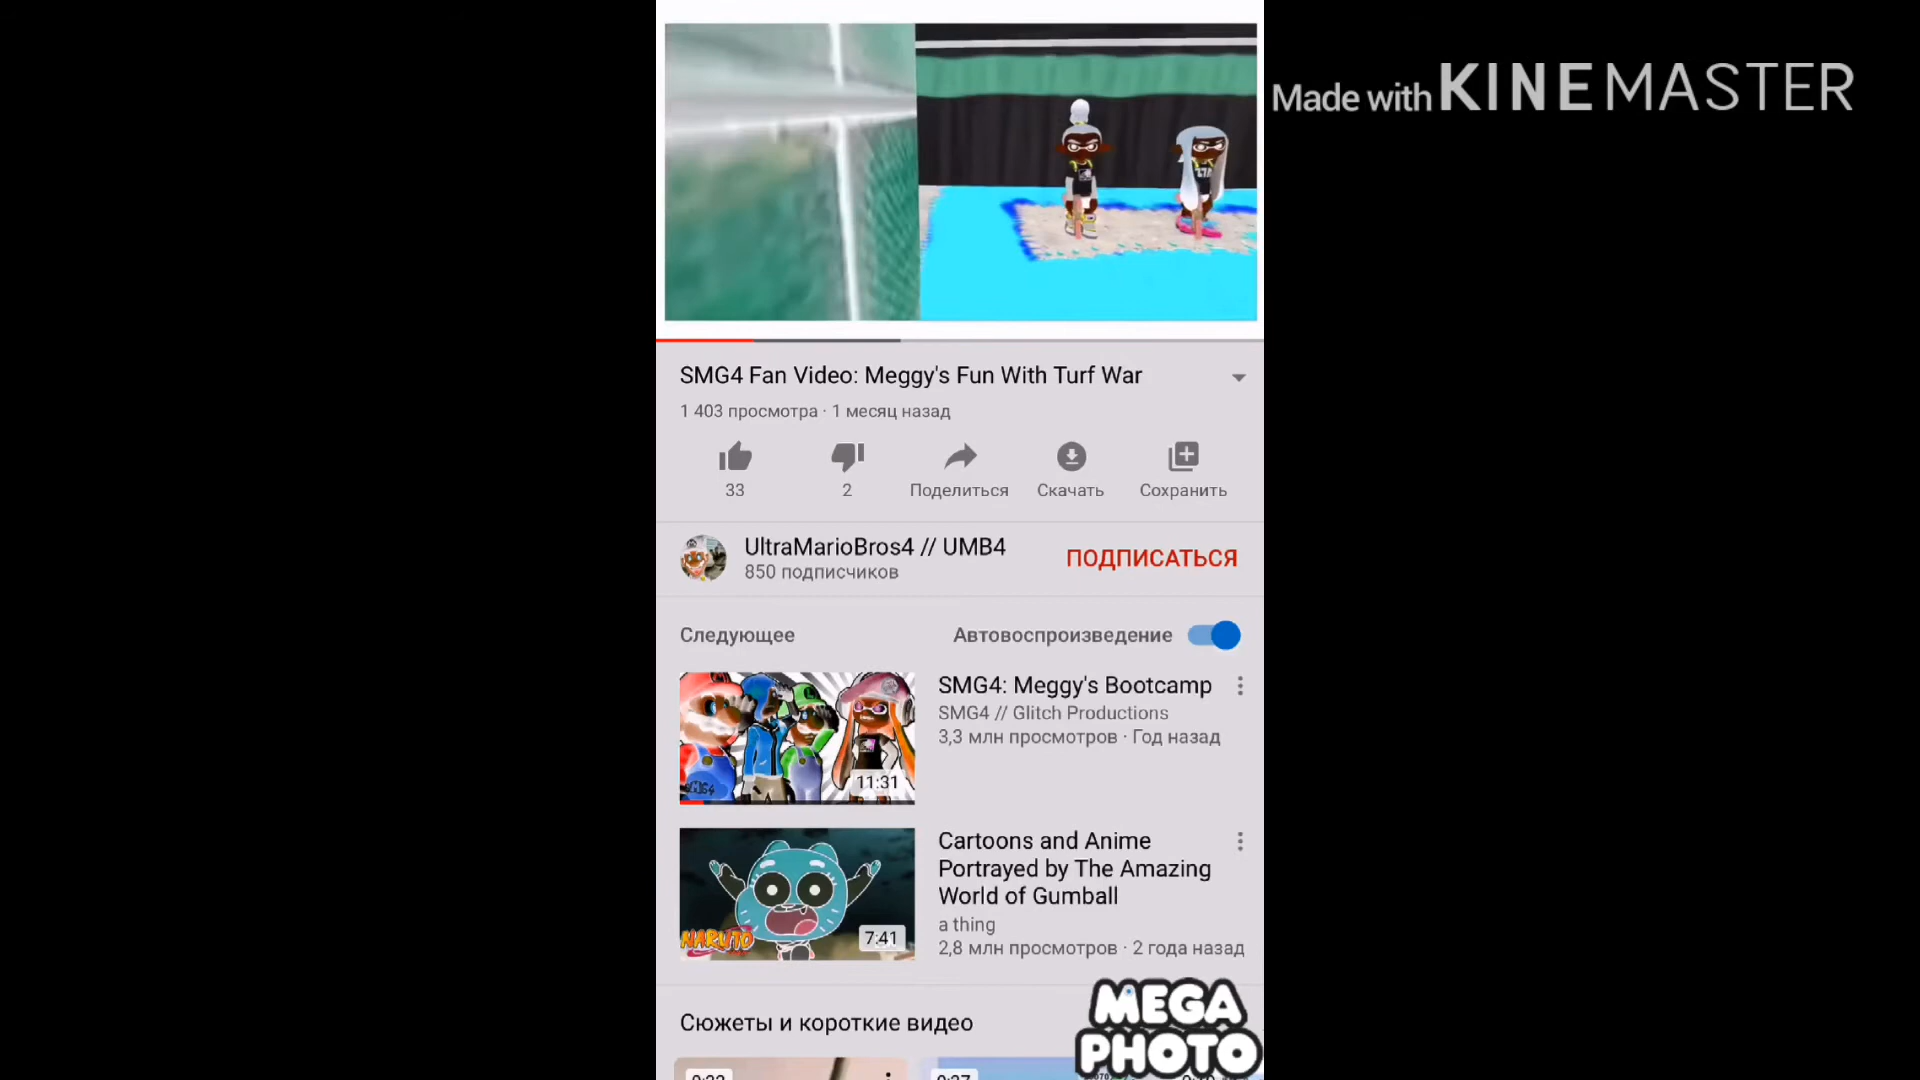 Made with KINEMASTER
SMG4 Fan Video: Meggy's Fun With Turf War
1 403 просмотра · 1 месяц назад
33
2
Поделиться
Скачать
Сохранить
UltraMarioBros4 // UMB4
850 подписчиков
ПОДПИСАТЬСЯ
Следующее
Автовоспроизведение
SMG4: Meggy's Bootcamp
SMG4 // Glitch Productions
3,3 млн просмотров · Год назад
11:31
Cartoons and Anime
Portrayed by The Amazing
World of Gumball
a thing
2,8 млн просмотров · 2 года назад
NARUTO
7:41
Сюжеты и короткие видео
MEGA
PHOTO